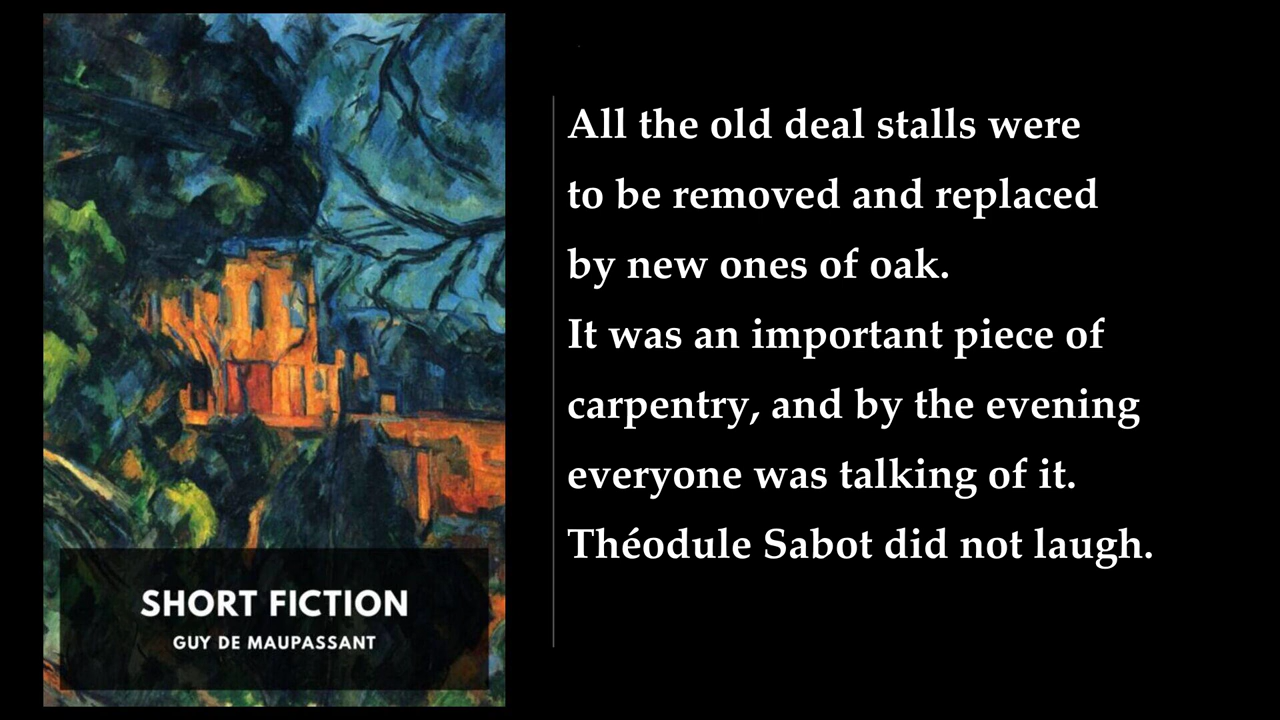 All the old deal stalls were
to be removed and replaced
by new ones of oak.
It was an important piece of
carpentry, and by the evening
everyone was talking of it.
Théodule Sabot did not laugh.
SHORT FICTION
GUY DE MAUPASSANT